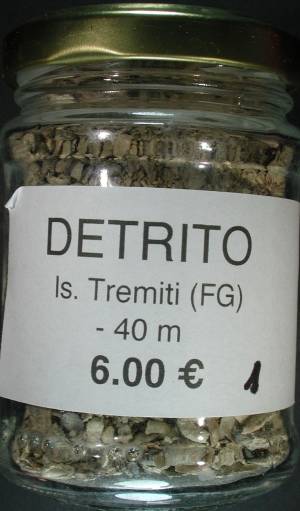 DETRITO
Is. Tremiti (FG)
- 40 m
6.00 €
1